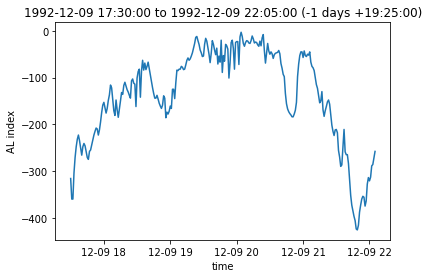 1992-12-09 17:30:00 to 1992-12-09 22:05:00 (-1 days +19:25:00)
0
−100
−200
−300
−400
AL index
12-09 18 12-09 19 12-09 20 12-09 21 12-09 22
time